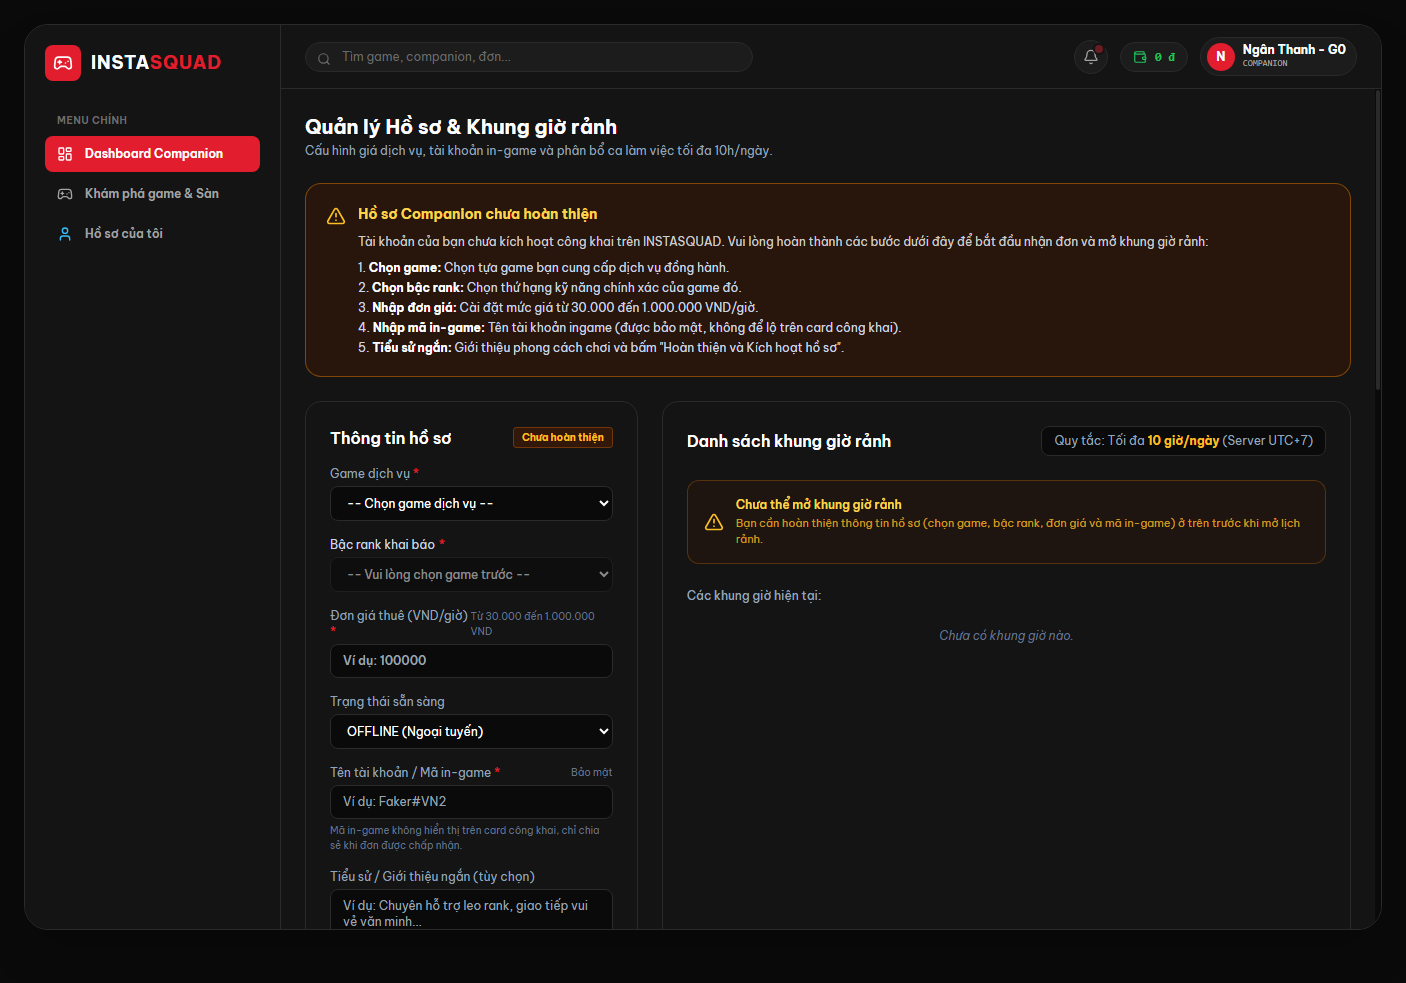 INSTASQUAD
Tìm game, companion, đơn...
0 đ
N
Ngân Thanh - G0
COMPANION
MENU CHÍNH
Dashboard Companion
Khám phá game & Sàn
Hồ sơ của tôi
Quản lý Hồ sơ & Khung giờ rảnh
Cấu hình giá dịch vụ, tài khoản in-game và phân bổ ca làm việc tối đa 10h/ngày.
Hồ sơ Companion chưa hoàn thiện
Tài khoản của bạn chưa kích hoạt công khai trên INSTASQUAD. Vui lòng hoàn thành các bước dưới đây để bắt đầu nhận đơn và mở khung giờ rảnh:
1. Chọn game: Chọn tựa game bạn cung cấp dịch vụ đồng hành.
2. Chọn bậc rank: Chọn thứ hạng kỹ năng chính xác của game đó.
3. Nhập đơn giá: Cài đặt mức giá từ 30.000 đến 1.000.000 VND/giờ.
4. Nhập mã in-game: Tên tài khoản ingame (được bảo mật, không để lộ trên card công khai).
5. Tiểu sử ngắn: Giới thiệu phong cách chơi và bấm "Hoàn thiện và Kích hoạt hồ sơ".
Thông tin hồ sơ
Chưa hoàn thiện
Game dịch vụ *
-- Chọn game dịch vụ --
Bậc rank khai báo *
-- Vui lòng chọn game trước --
Đơn giá thuê (VND/giờ) *
Từ 30.000 đến 1.000.000
VND
Ví dụ: 100000
Trạng thái sẵn sàng
OFFLINE (Ngoại tuyến)
Tên tài khoản / Mã in-game *
Bảo mật
Ví dụ: Faker#VN2
Mã in-game không hiển thị trên card công khai, chỉ chia
sẻ khi đơn được chấp nhận.
Tiểu sử / Giới thiệu ngắn (tùy chọn)
Ví dụ: Chuyên hỗ trợ leo rank, giao tiếp vui
vẻ văn minh...
Danh sách khung giờ rảnh
Quy tắc: Tối đa 10 giờ/ngày (Server UTC+7)
Chưa thể mở khung giờ rảnh
Bạn cần hoàn thiện thông tin hồ sơ (chọn game, bậc rank, đơn giá và mã in-game) ở trên trước khi mở lịch
rảnh.
Các khung giờ hiện tại:
Chưa có khung giờ nào.